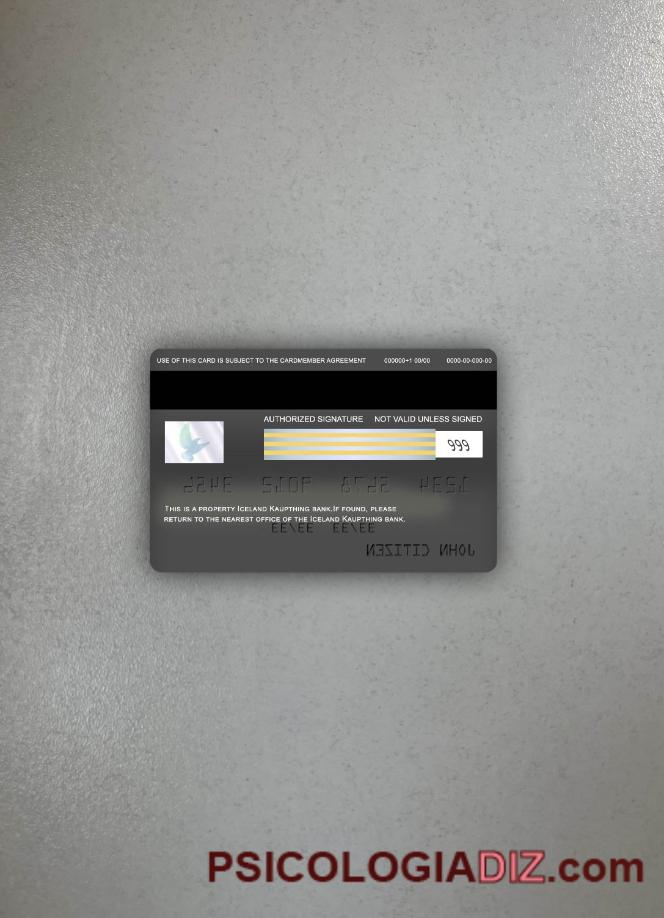 USE OF THIS CARD IS SUBJECT TO THE CARDMEMBER AGREEMENT 000000+1 00/00 0000-00-000-00
AUTHORIZED SIGNATURE NOT VALID UNLESS SIGNED
999
THIS IS A PROPERTY ICELAND KAUPTHING BANK.IF FOUND, PLEASE
RETURN TO THE NEAREST OFFICE OF THE ICELAND KAUPTHING BANK.
JOHN CITIZEN
PSICOLOGIADIZ.com